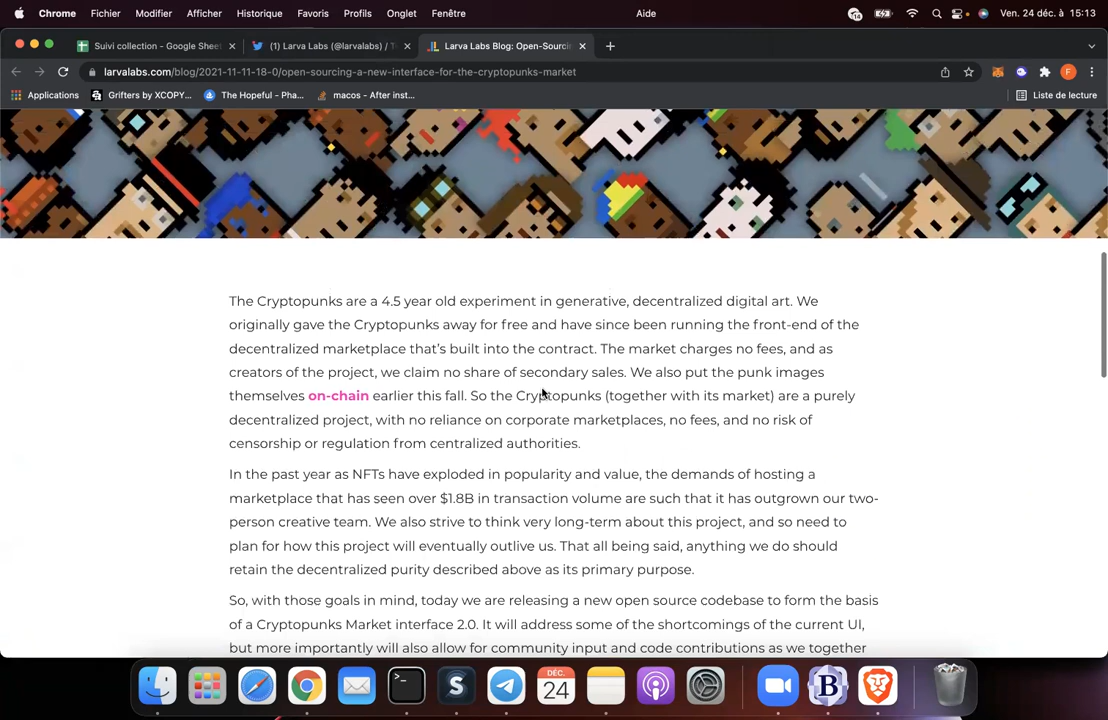 Chrome Fichier Modifier Afficher Historique Favoris Profils Onglet Fenêtre Aide 14 Ven. 24 déc. à 15:13
Suivi collection - Google Sheet (1) Larva Labs (@larvalabs) / T Larva Labs Blog: Open-Sourci
larvalabs.com/blog/2021-11-11-18-0/open-sourcing-a-new-interface-for-the-cryptopunks-market F
Applications Grifters by XCOPY... The Hopeful - Pha... macos - After inst... Liste de lecture
The Cryptopunks are a 4.5 year old experiment in generative, decentralized digital art. We
originally gave the Cryptopunks away for free and have since been running the front-end of the
decentralized marketplace that's built into the contract. The market charges no fees, and as
creators of the project, we claim no share of secondary sales. We also put the punk images
themselves on-chain earlier this fall. So the Cryptopunks (together with its market) are a purely
decentralized project, with no reliance on corporate marketplaces, no fees, and no risk of
censorship or regulation from centralized authorities.
In the past year as NFTs have exploded in popularity and value, the demands of hosting a
marketplace that has seen over $1.8B in transaction volume are such that it has outgrown our two-
person creative team. We also strive to think very long-term about this project, and so need to
plan for how this project will eventually outlive us. That all being said, anything we do should
retain the decentralized purity described above as its primary purpose.
So, with those goals in mind, today we are releasing a new open source codebase to form the basis
of a Cryptopunks Market interface 2.0. It will address some of the shortcomings of the current UI,
but more importantly will also allow for community input and code contributions as we together
>_ S DÉC. 24 B